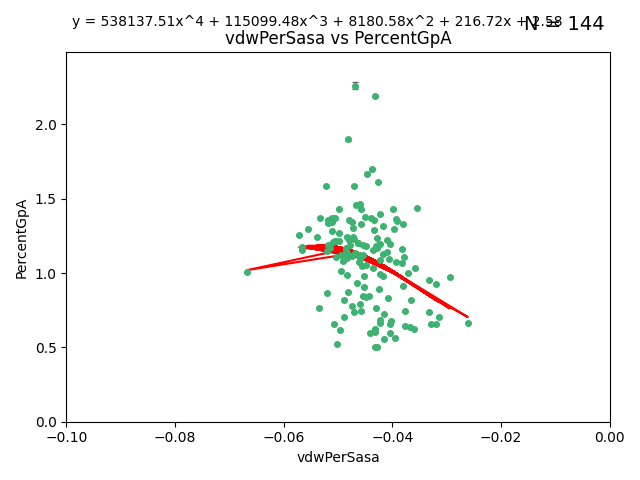 y = 538137.51x^4 + 115099.48x^3 + 8180.58x^2 + 216.72x + 2.58
N = 144
vdwPerSasa vs PercentGpA
PercentGpA
2.0
1.5
1.0
0.5
0.0
−0.10 −0.08 −0.06 −0.04 −0.02 0.00
vdwPerSasa